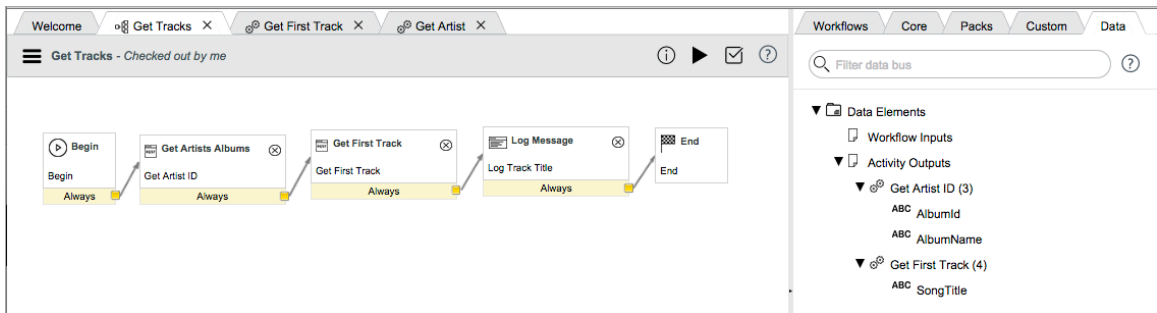 Welcome
Get Tracks
Get First Track
Get Artist
Get Tracks - Checked out by me
Begin
Begin
Always
Get Artists Albums
Get Artist ID
Always
Get First Track
Get First Track
Always
Log Message
Log Track Title
Always
End
End
Workflows
Core
Packs
Custom
Data
Filter data bus
Data Elements
Workflow Inputs
Activity Outputs
Get Artist ID (3)
ABC AlbumId
ABC AlbumName
Get First Track (4)
ABC SongTitle